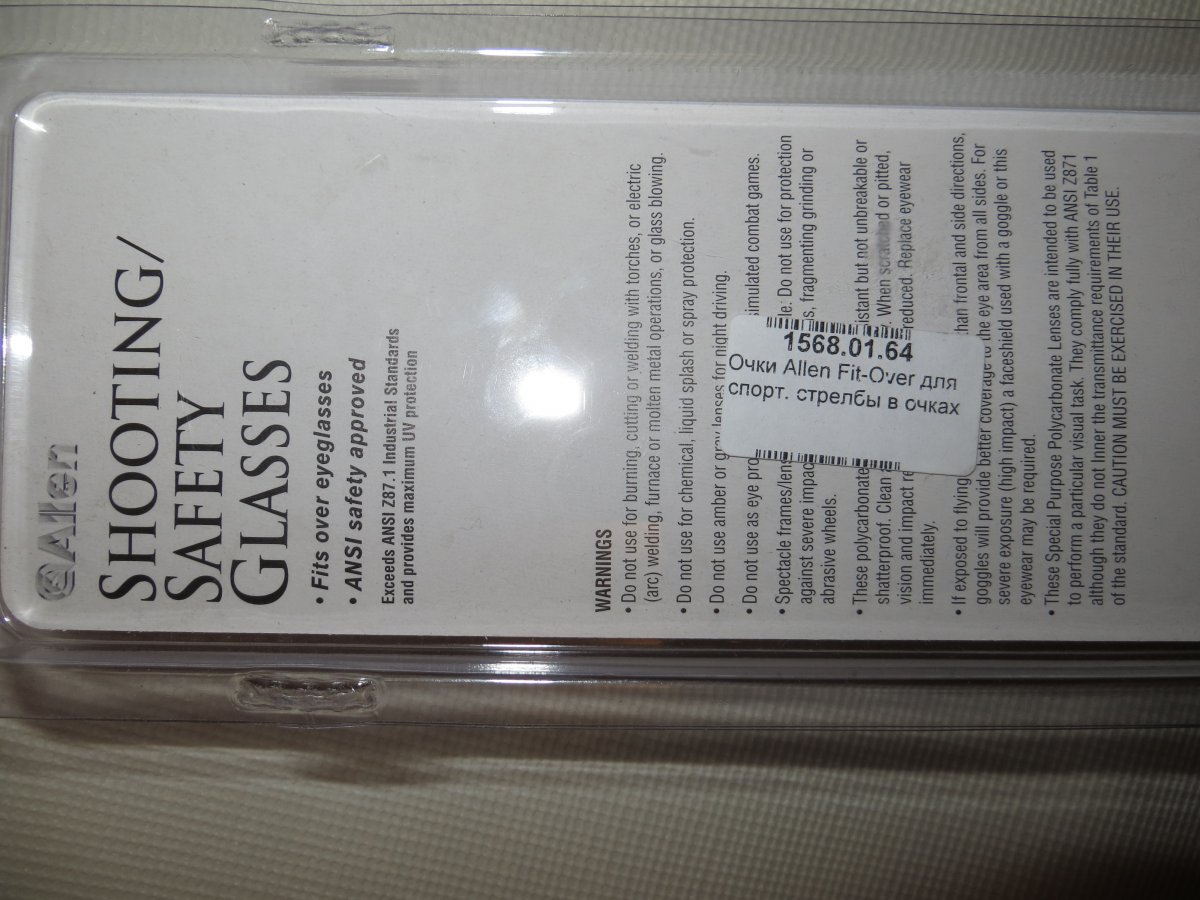 Allen
SHOOTING/
SAFETY
GLASSES
• Fits over eyeglasses
• ANSI safety approved
Exceeds ANSI Z87.1 Industrial Standards
and provides maximum UV protection
WARNINGS
• Do not use for burning, cutting or welding with torches, or electric
(arc) welding, furnace or molten metal operations, or glass blowing.
• Do not use for chemical, liquid splash or spray protection.
• Do not use amber or gray lenses for night driving.
• Do not use as eye pro imulated combat games.
• Spectacle frames/lens le. Do not use for protection
against severe impac s, fragmenting grinding or
abrasive wheels.
• These polycarbonate istant but not unbreakable or
shatterproof. Clean a When scratched or pitted,
vision and impact re educed. Replace eyewear
immediately.
• If exposed to flying than frontal and side directions,
goggles will provide better coverage to the eye area from all sides. For
severe exposure (high impact) a faceshield used with a goggle or this
eyewear may be required.
• These Special Purpose Polycarbonate Lenses are intended to be used
to perform a particular visual task. They comply fully with ANSI Z871
although they do not Inner the transmittance requirements of Table 1
of the standard. CAUTION MUST BE EXERCISED IN THEIR USE.
1568.01.64
Очки Allen Fit-Over для
спорт. стрелбы в очках